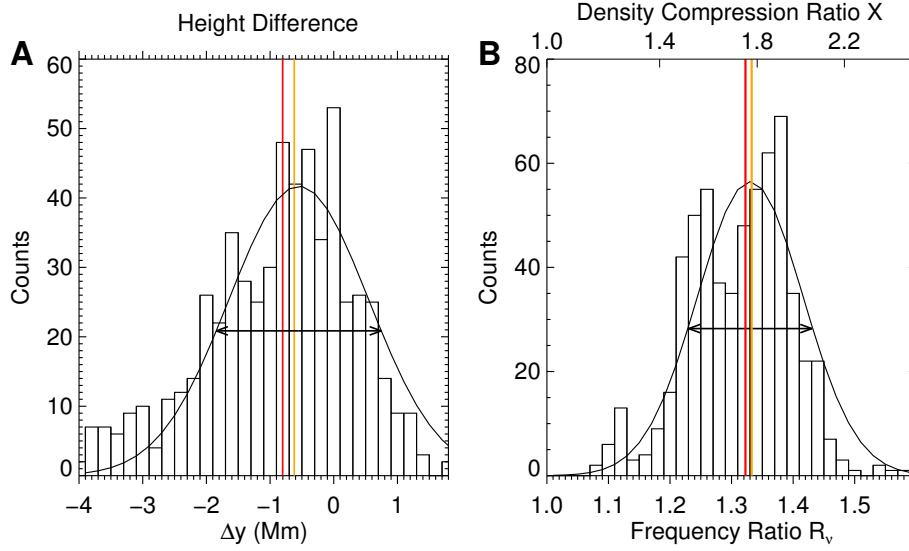 Height Difference
A
60
50
40
30
20
10
0
Counts
−4 −3 −2 −1 0 1
Δy (Mm)
Density Compression Ratio X
1.0 1.4 1.8 2.2
B
80
60
40
20
0
Counts
1.0 1.1 1.2 1.3 1.4 1.5
Frequency Ratio Rν